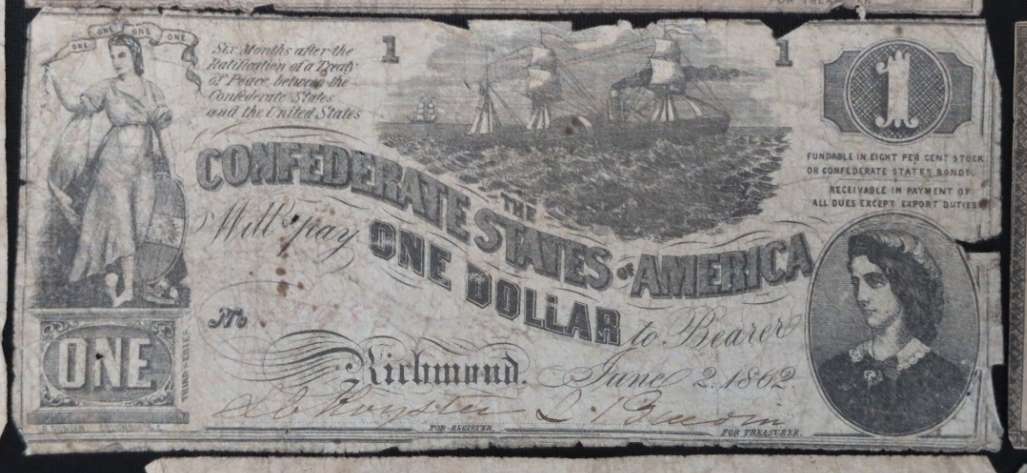 ONE ONE ONE ONE
Six Months after the
Ratification of a Treaty
of Peace between the
Confederate States
and the United States
1
1
1
FUNDABLE IN EIGHT PER CENT STOCK
OR CONFEDERATE STATES BONDS.
RECEIVABLE IN PAYMENT OF
ALL DUES EXCEPT EXPORT DUTIES
THE
CONFEDERATE STATES OF AMERICA
Will pay ONE DOLLAR to Bearer
No
Richmond, June 2 1862
ONE
FOR REGISTER.
FOR TREASURER.